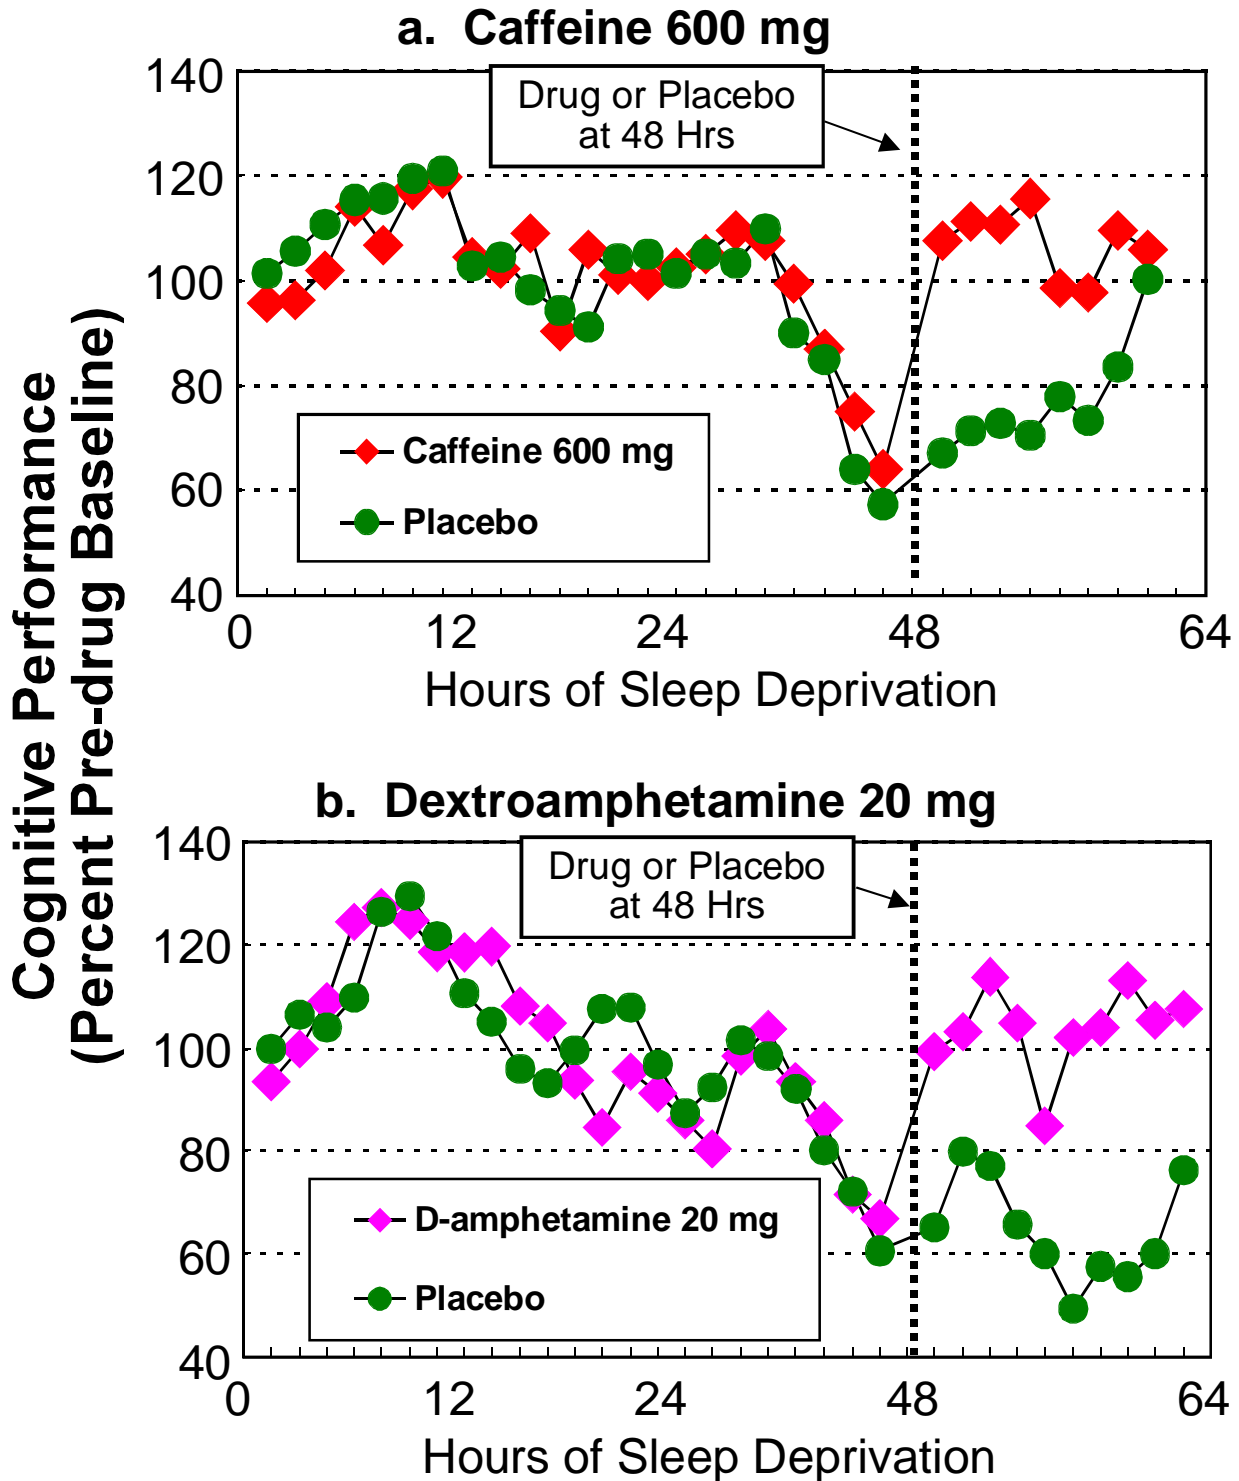 a. Caffeine 600 mg
140
120
100
80
60
40
Drug or Placebo
at 48 Hrs
Caffeine 600 mg
Placebo
0 12 24 48 64
Hours of Sleep Deprivation
Cognitive Performance
(Percent Pre-drug Baseline)
b. Dextroamphetamine 20 mg
140
120
100
80
60
40
Drug or Placebo
at 48 Hrs
D-amphetamine 20 mg
Placebo
0 12 24 48 64
Hours of Sleep Deprivation